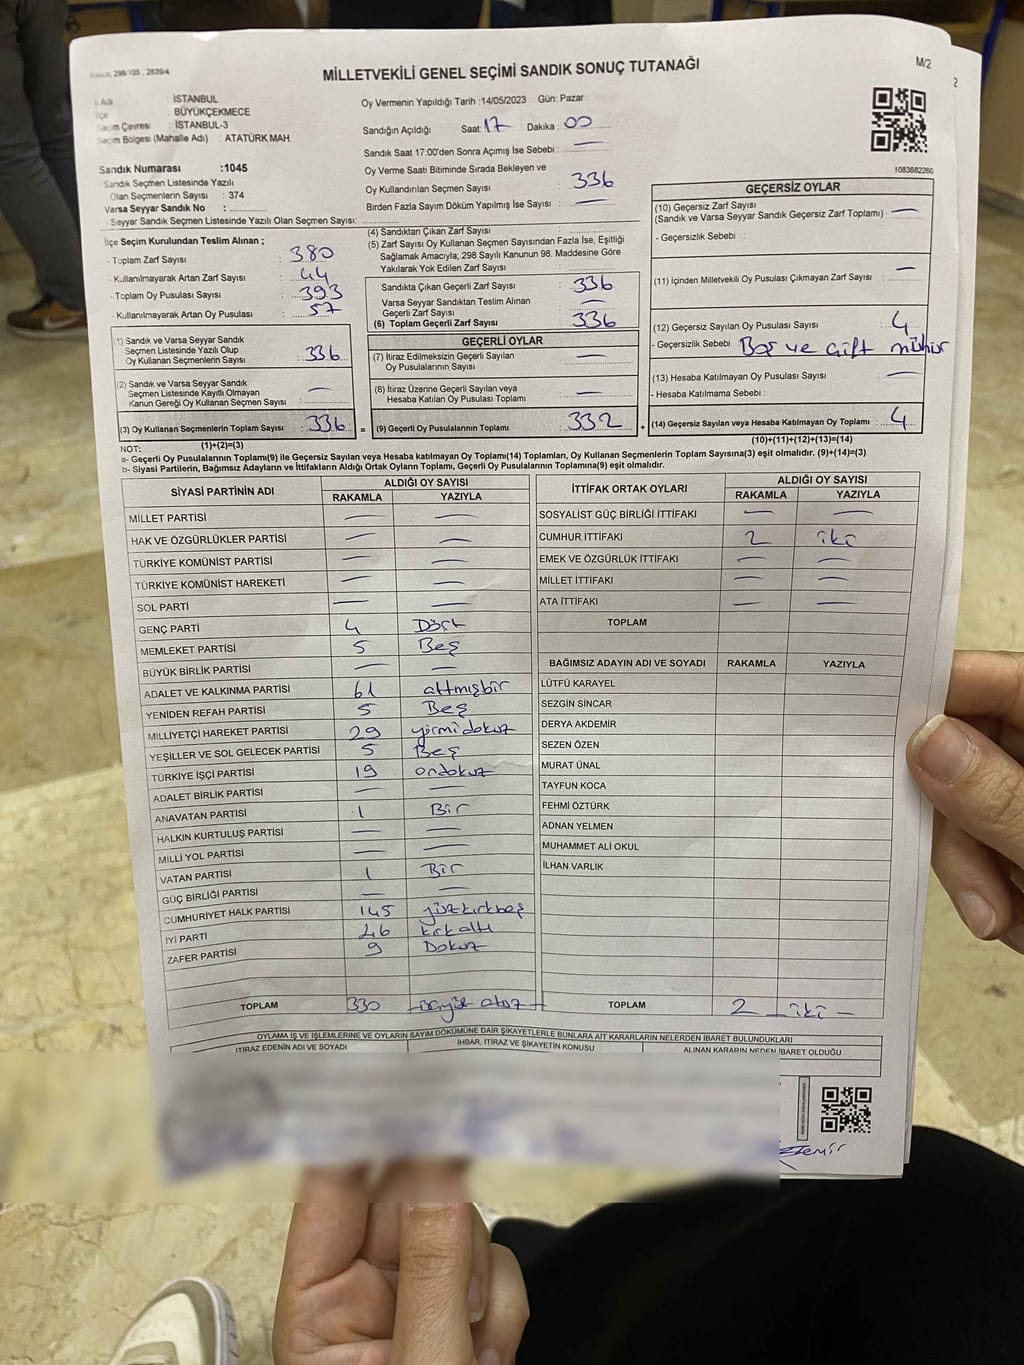 298/105 , 2839/4
MİLLETVEKİLİ GENEL SEÇİMİ SANDIK SONUÇ TUTANAĞI
M/2
2
İl Adı : İSTANBUL
İlçe : BÜYÜKÇEKMECE
Seçim Çevresi : İSTANBUL-3
Seçim Bölgesi (Mahalle Adı) : ATATÜRK MAH.
Oy Vermenin Yapıldığı Tarih :14/05/2023 Gün: Pazar
Sandığın Açıldığı Saat: 17 Dakika : 00
Sandık Saat 17:00'den Sonra Açılmış İse Sebebi : —
1083682260
Sandık Numarası :1045
Sandık Seçmen Listesinde Yazılı
Olan Seçmenlerin Sayısı : 374
Varsa Seyyar Sandık No :
Seyyar Sandık Seçmen Listesinde Yazılı Olan Seçmen Sayısı:
Oy Verme Saati Bitiminde Sırada Bekleyen ve
Oy Kullandırılan Seçmen Sayısı : 336
Birden Fazla Sayım Döküm Yapılmış İse Sayısı : —
İlçe Seçim Kurulundan Teslim Alınan ;
- Toplam Zarf Sayısı : 380
- Kullanılmayarak Artan Zarf Sayısı : 44
- Toplam Oy Pusulası Sayısı : 393
- Kullanılmayarak Artan Oy Pusulası : 57
(4) Sandıktan Çıkan Zarf Sayısı :
(5) Zarf Sayısı Oy Kullanan Seçmen Sayısından Fazla İse, Eşitliği
Sağlamak Amacıyla; 298 Sayılı Kanunun 98. Maddesine Göre
Yakılarak Yok Edilen Zarf Sayısı :
Sandıkta Çıkan Geçerli Zarf Sayısı : 336
Varsa Seyyar Sandıktan Teslim Alınan
Geçerli Zarf Sayısı : —
(6) Toplam Geçerli Zarf Sayısı : 336
GEÇERSİZ OYLAR
(10) Geçersiz Zarf Sayısı
(Sandık ve Varsa Seyyar Sandık Geçersiz Zarf Toplamı) : —
- Geçersizlik Sebebi :
(11) İçinden Milletvekili Oy Pusulası Çıkmayan Zarf Sayısı : —
(12) Geçersiz Sayılan Oy Pusulası Sayısı : 4
- Geçersizlik Sebebi : Boş ve Çift mühür
(13) Hesaba Katılmayan Oy Pusulası Sayısı : —
- Hesaba Katılmama Sebebi :
(14) Geçersiz Sayılan veya Hesaba Katılmayan Oy Toplamı : 4
(10)+(11)+(12)+(13)=(14)
(1) Sandık ve Varsa Seyyar Sandık
Seçmen Listesinde Yazılı Olup
Oy Kullanan Seçmenlerin Sayısı : 336
(2) Sandık ve Varsa Seyyar Sandık
Seçmen Listesinde Kayıtlı Olmayan
Kanun Gereği Oy Kullanan Seçmen Sayısı : —
(3) Oy Kullanan Seçmenlerin Toplam Sayısı : 336
(1)+(2)=(3)
=
GEÇERLİ OYLAR
(7) İtiraz Edilmeksizin Geçerli Sayılan
Oy Pusulalarının Sayısı : —
(8) İtiraz Üzerine Geçerli Sayılan veya
Hesaba Katılan Oy Pusulası Toplamı : —
(9) Geçerli Oy Pusulalarının Toplamı : 332
+
NOT:
a- Geçerli Oy Pusulalarının Toplamı(9) ile Geçersiz Sayılan veya Hesaba katılmayan Oy Toplamı(14) Toplamları, Oy Kullanan Seçmenlerin Toplam Sayısına(3) eşit olmalıdır. (9)+(14)=(3)
b- Siyasi Partilerin, Bağımsız Adayların ve İttifakların Aldığı Ortak Oyların Toplamı, Geçerli Oy Pusulalarının Toplamına(9) eşit olmalıdır.
SİYASİ PARTİNİN ADI ALDIĞI OY SAYISI
RAKAMLA YAZIYLA
MİLLET PARTİSİ — —
HAK VE ÖZGÜRLÜKLER PARTİSİ — —
TÜRKİYE KOMÜNİST PARTİSİ — —
TÜRKİYE KOMÜNİST HAREKETİ — —
SOL PARTİ — —
GENÇ PARTİ 4 Dört
MEMLEKET PARTİSİ 5 Beş
BÜYÜK BİRLİK PARTİSİ — —
ADALET VE KALKINMA PARTİSİ 61 altmışbir
YENİDEN REFAH PARTİSİ 5 Beş
MİLLİYETÇİ HAREKET PARTİSİ 29 yirmidokuz
YEŞİLLER VE SOL GELECEK PARTİSİ 5 Beş
TÜRKİYE İŞÇİ PARTİSİ 19 ondokuz
ADALET BİRLİK PARTİSİ — —
ANAVATAN PARTİSİ 1 Bir
HALKIN KURTULUŞ PARTİSİ — —
MİLLİ YOL PARTİSİ — —
VATAN PARTİSİ 1 Bir
GÜÇ BİRLİĞİ PARTİSİ — —
CUMHURİYET HALK PARTİSİ 145 yüzkırkbeş
İYİ PARTİ 46 kırkaltı
ZAFER PARTİSİ 9 Dokuz
TOPLAM 330 — üçyüz otuz —
İTTİFAK ORTAK OYLARI ALDIĞI OY SAYISI
RAKAMLA YAZIYLA
SOSYALİST GÜÇ BİRLİĞİ İTTİFAKI — —
CUMHUR İTTİFAKI 2 iki
EMEK VE ÖZGÜRLÜK İTTİFAKI — —
MİLLET İTTİFAKI — —
ATA İTTİFAKI — —
TOPLAM
BAĞIMSIZ ADAYIN ADI VE SOYADI RAKAMLA YAZIYLA
LÜTFÜ KARAYEL
SEZGİN SİNCAR
DERYA AKDEMİR
SEZEN ÖZEN
MURAT ÜNAL
TAYFUN KOCA
FEHMİ ÖZTÜRK
ADNAN YELMEN
MUHAMMET ALİ OKUL
İLHAN VARLIK
TOPLAM 2 — iki —
OYLAMA İŞ VE İŞLEMLERİNE VE OYLARIN SAYIM DÖKÜMÜNE DAİR ŞİKAYETLERLE BUNLARA AİT KARARLARIN NELERDEN İBARET BULUNDUKLARI
İTİRAZ EDENİN ADI VE SOYADI İHBAR, İTİRAZ VE ŞİKAYETİN KONUSU ALINAN KARARIN NEDEN İBARET OLDUĞU